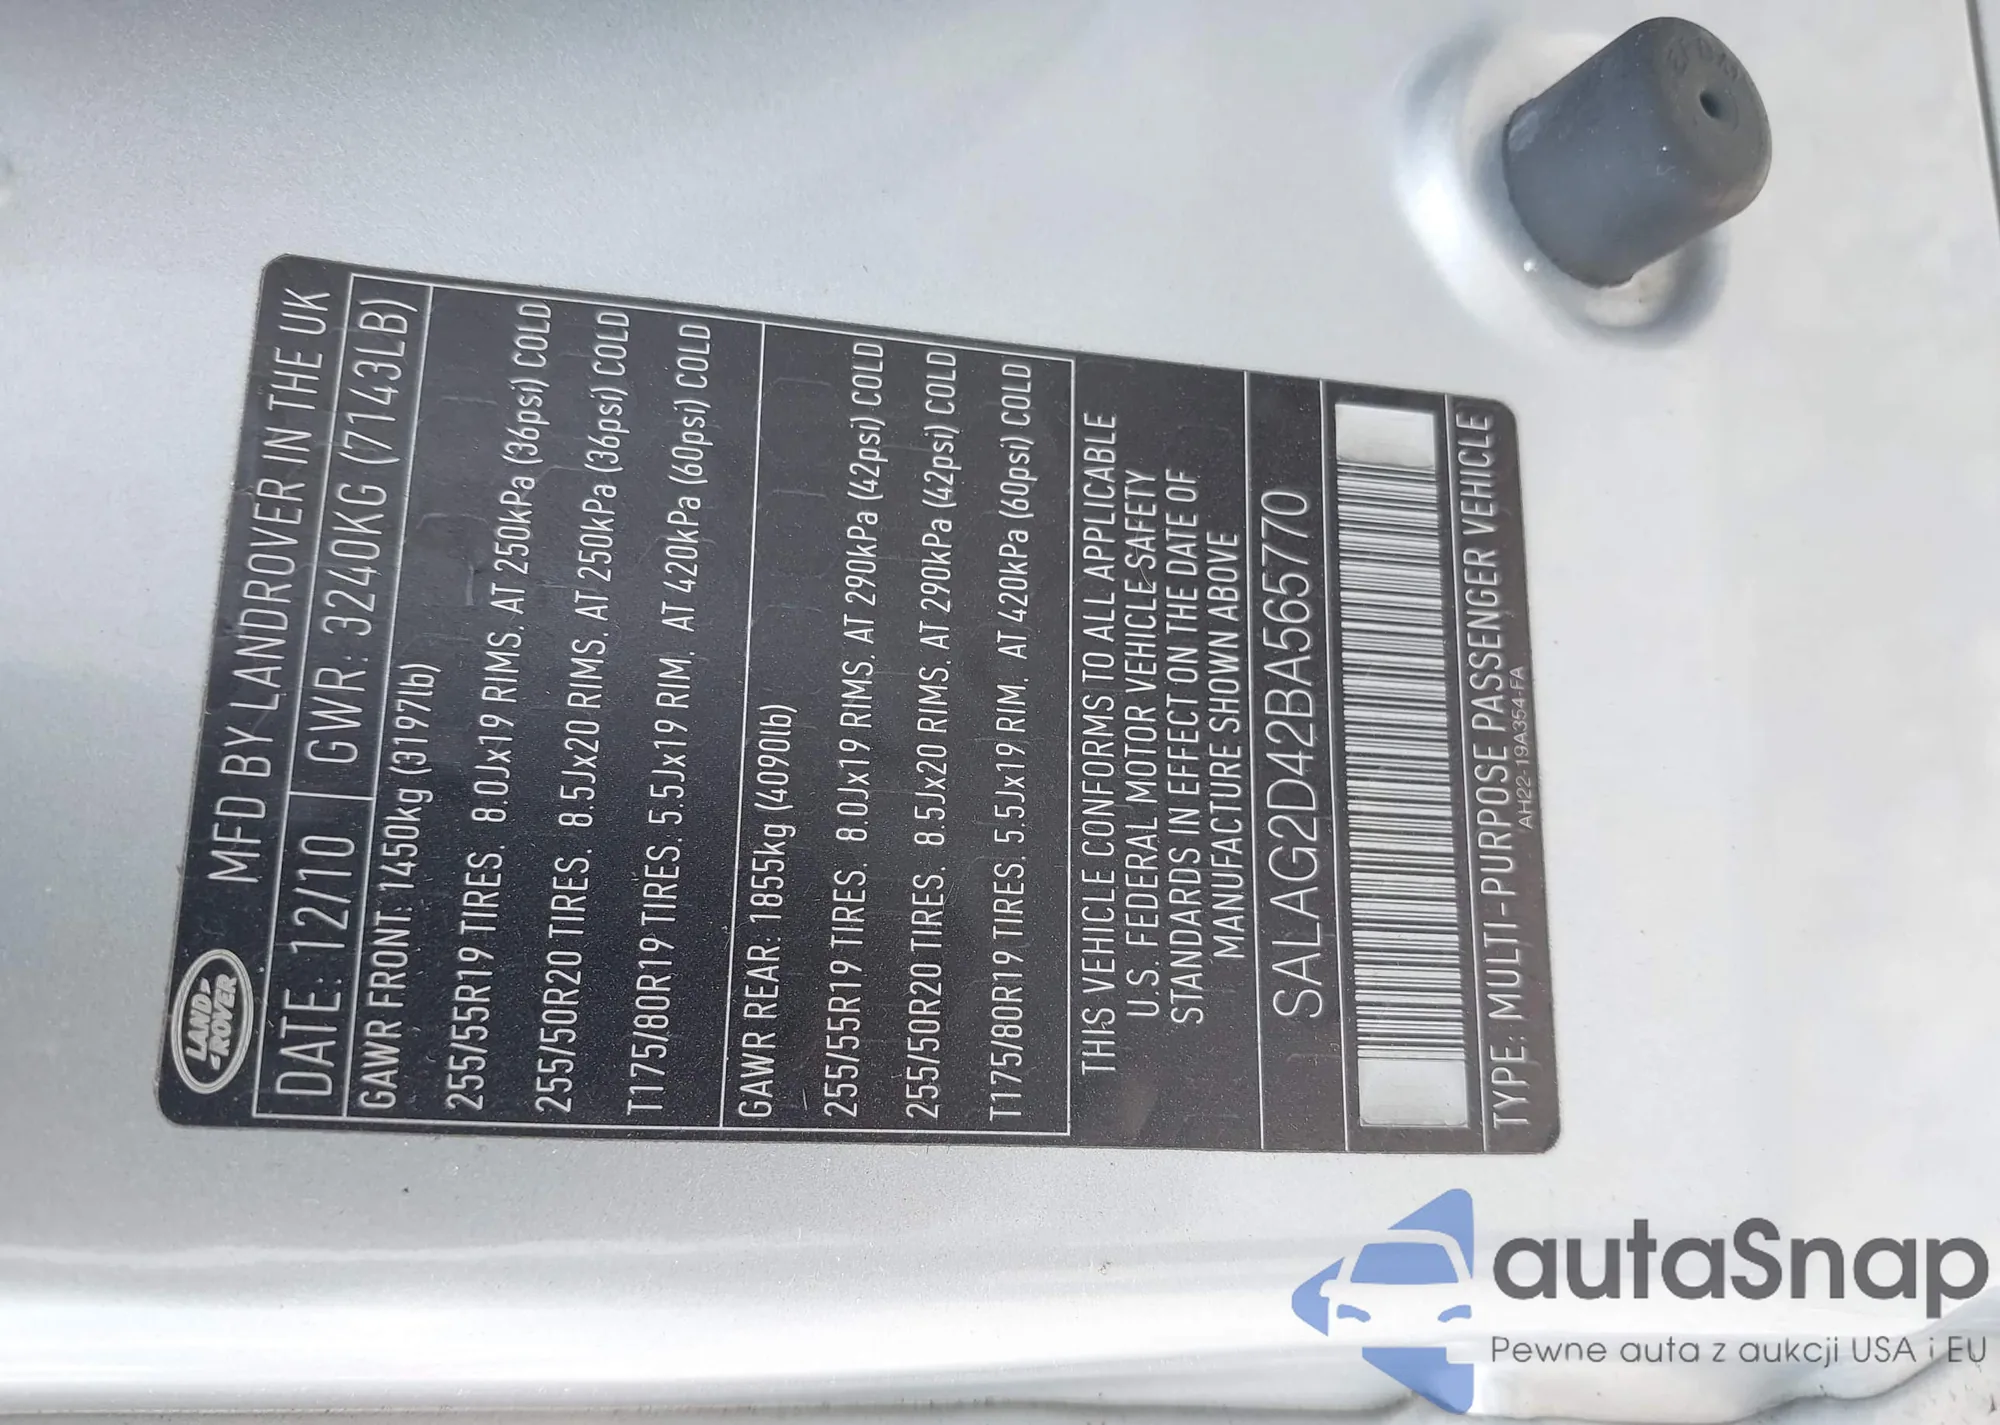 LAND
ROVER
MFD BY LANDROVER IN THE UK
DATE: 12/10 GWR: 3240KG (7143LB)
GAWR FRONT: 1450kg (3197lb)
255/55R19 TIRES. 8.0Jx19 RIMS. AT 250kPa (36psi) COLD
255/50R20 TIRES. 8.5Jx20 RIMS. AT 250kPa (36psi) COLD
T175/80R19 TIRES. 5.5Jx19 RIM. AT 420kPa (60psi) COLD
GAWR REAR: 1855kg (4090lb)
255/55R19 TIRES. 8.0Jx19 RIMS. AT 290kPa (42psi) COLD
255/50R20 TIRES. 8.5Jx20 RIMS. AT 290kPa (42psi) COLD
T175/80R19 TIRES. 5.5Jx19 RIM. AT 420kPa (60psi) COLD
THIS VEHICLE CONFORMS TO ALL APPLICABLE
U.S. FEDERAL MOTOR VEHICLE SAFETY
STANDARDS IN EFFECT ON THE DATE OF
MANUFACTURE SHOWN ABOVE
SALAG2D42BA565770
TYPE: MULTI-PURPOSE PASSENGER VEHICLE
AH22-19A354-FA
autaSnap
Pewne auta z aukcji USA i EU